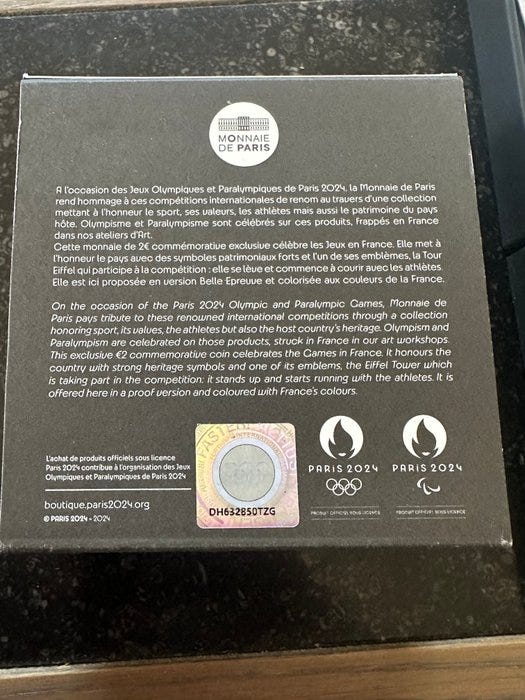 MONNAIE
DE PARIS
A l'occasion des Jeux Olympiques et Paralympiques de Paris 2024, la Monnaie de Paris
rend hommage à ces compétitions internationales de renom au travers d'une collection
mettant à l'honneur le sport, ses valeurs, les athlètes mais aussi le patrimoine du pays
hôte. Olympisme et Paralympisme sont célébrés sur ces produits, frappés en France
dans nos ateliers d'Art.
Cette monnaie de 2€ commémorative exclusive célèbre les Jeux en France. Elle met à
l'honneur le pays avec des symboles patrimoniaux forts et l'un de ses emblèmes, la Tour
Eiffel qui participe à la compétition : elle se lève et commence à courir avec les athlètes.
Elle est ici proposée en version Belle Epreuve et colorisée aux couleurs de la France.
On the occasion of the Paris 2024 Olympic and Paralympic Games, Monnaie de
Paris pays tribute to these renowned international competitions through a collection
honoring sport, its values, the athletes but also the host country's heritage. Olympism and
Paralympism are celebrated on those products, struck in France in our art workshops.
This exclusive €2 commemorative coin celebrates the Games in France. It honours the
country with strong heritage symbols and one of its emblems, the Eiffel Tower which
is taking part in the competition: it stands up and starts running with the athletes. It is
offered here in a proof version and coloured with France's colours.
L'achat de produits officiels sous licence
Paris 2024 contribue à l'organisation des Jeux
Olympiques et Paralympiques de Paris 2024
boutique.paris2024.org
© PARIS 2024 - 2024
FASTER
DH632850TZG
PARIS 2024
PRODUIT OFFICIEL SOUS LICENCE
PARIS 2024
PRODUIT OFFICIEL SOUS LICENCE